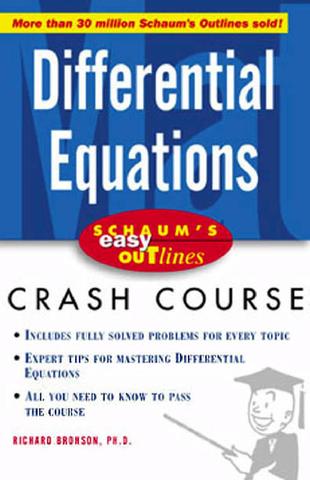 More than 30 million Schaum's Outlines sold!
Mat
Differential
Equations
SCHAUM'S
easy
OUTlines
CRASH COURSE
• INCLUDES FULLY SOLVED PROBLEMS FOR EVERY TOPIC
• EXPERT TIPS FOR MASTERING DIFFERENTIAL
EQUATIONS
• ALL YOU NEED TO KNOW TO PASS
THE COURSE
RICHARD BRONSON, PH.D.